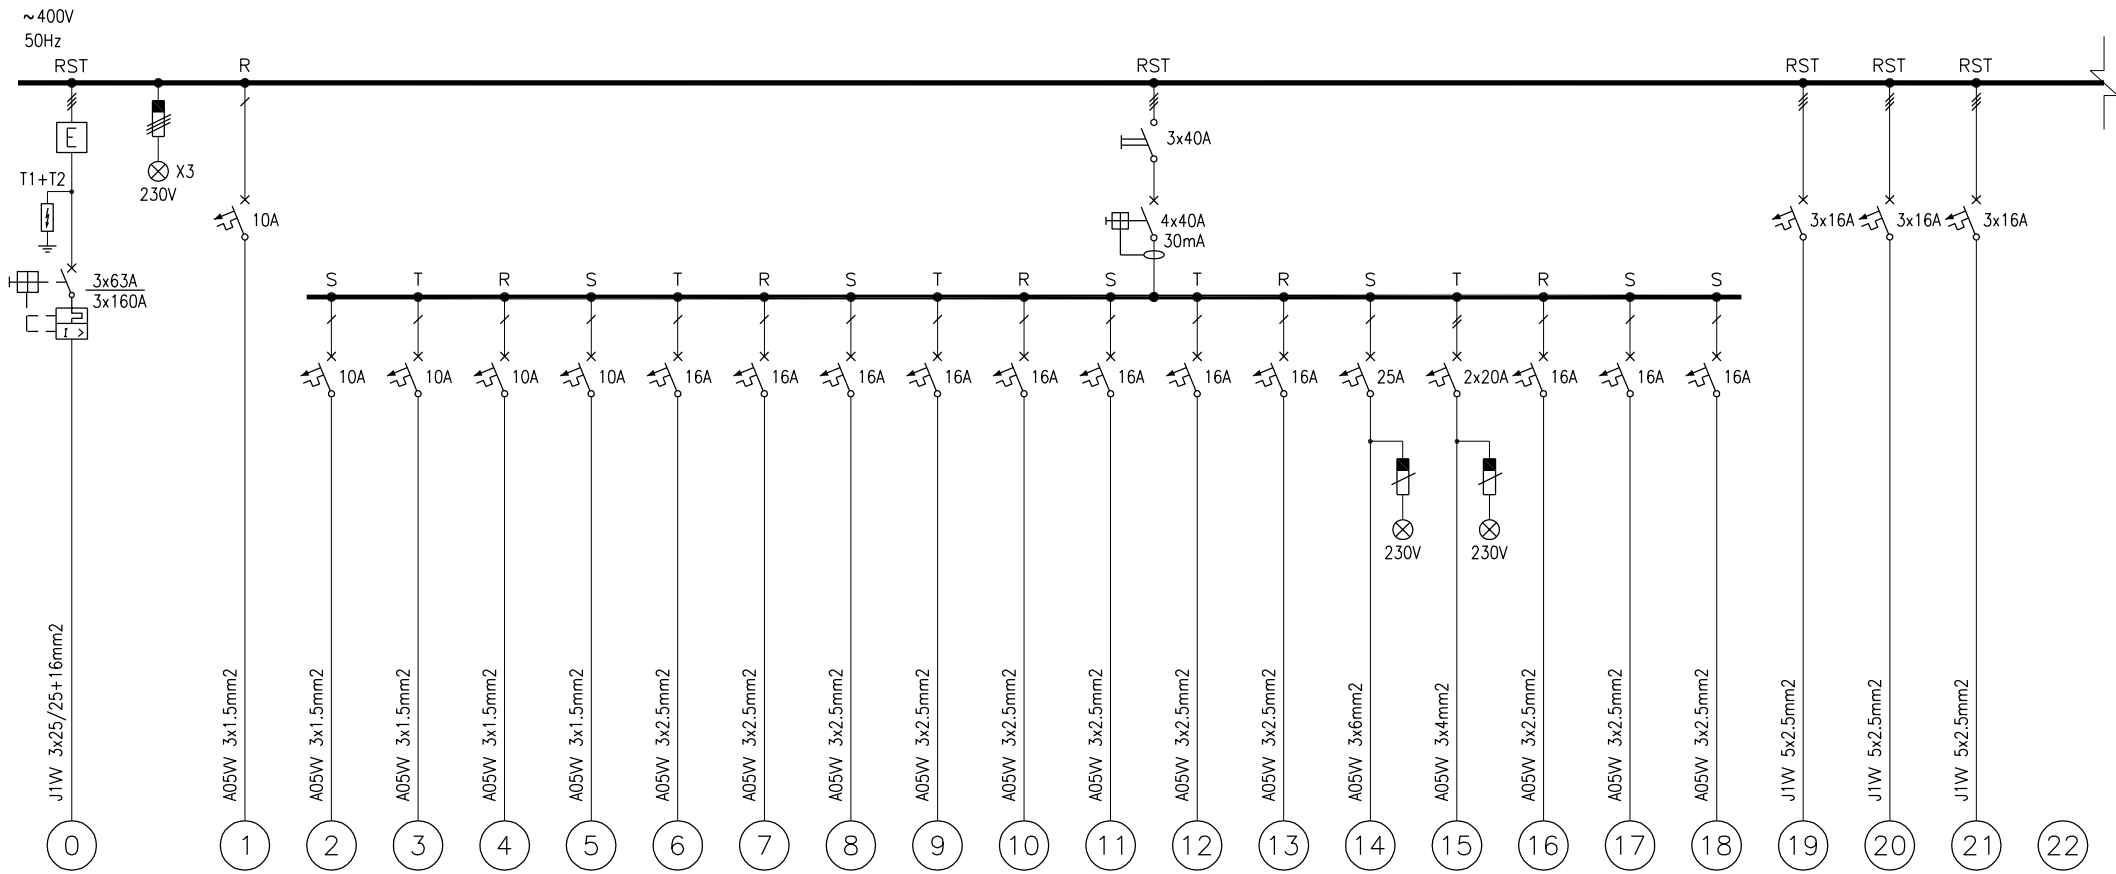 ~400V
50Hz
RST R RST RST RST RST
E
3x40A
T1+T2 X3
230V
10A 4x40A 3x16A 3x16A 3x16A
30mA
3x63A S T R S T R S T R S T R S T R S S
3x160A
I >
10A 10A 10A 10A 16A 16A 16A 16A 16A 16A 16A 16A 25A 2x20A 16A 16A 16A
230V 230V
J1W 3x25/25+16mm2
A05W 3x1.5mm2
A05W 3x1.5mm2
A05W 3x1.5mm2
A05W 3x1.5mm2
A05W 3x1.5mm2
A05W 3x2.5mm2
A05W 3x2.5mm2
A05W 3x2.5mm2
A05W 3x2.5mm2
A05W 3x2.5mm2
A05W 3x2.5mm2
A05W 3x2.5mm2
A05W 3x2.5mm2
A05W 3x6mm2
A05W 3x4mm2
A05W 3x2.5mm2
A05W 3x2.5mm2
A05W 3x2.5mm2
J1W 5x2.5mm2
J1W 5x2.5mm2
J1W 5x2.5mm2
0 1 2 3 4 5 6 7 8 9 10 11 12 13 14 15 16 17 18 19 20 21 22